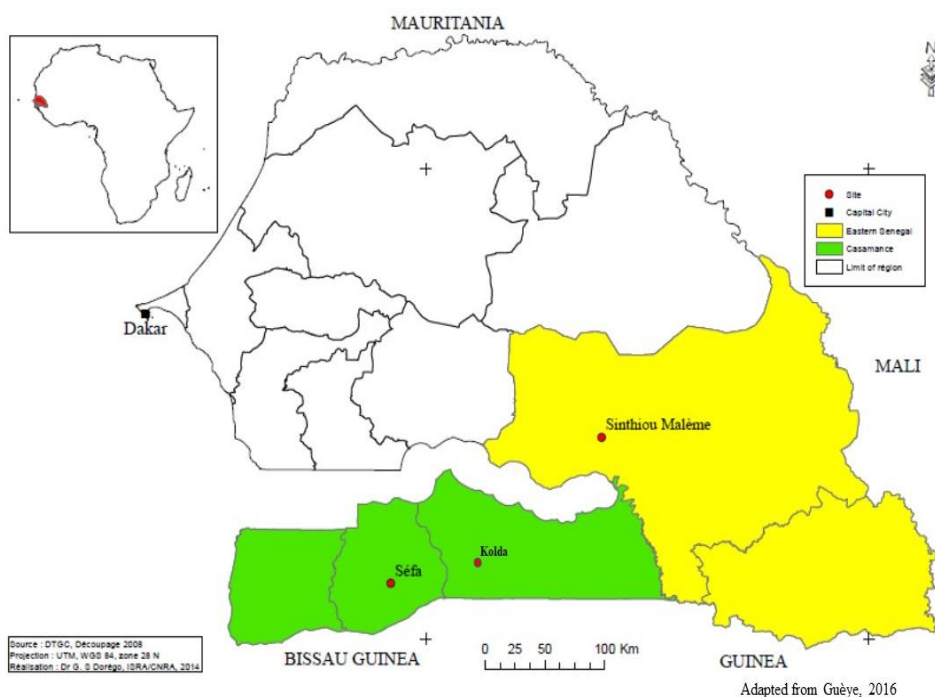 MAURITANIA
N
Site
Capital City
Eastern Senegal
Casamance
Limit of région
Dakar
MALI
Sinthiou Malème
Kolda
Séfa
Source : DTGC, Découpage 2008
Projection : UTM, WGS 84, zone 28 N
Réalisation : Dr G. S Dorégo, ISRA/CNRA, 2014
BISSAU GUINEA
0 25 50 100 Km
GUINEA
Adapted from Guèye, 2016